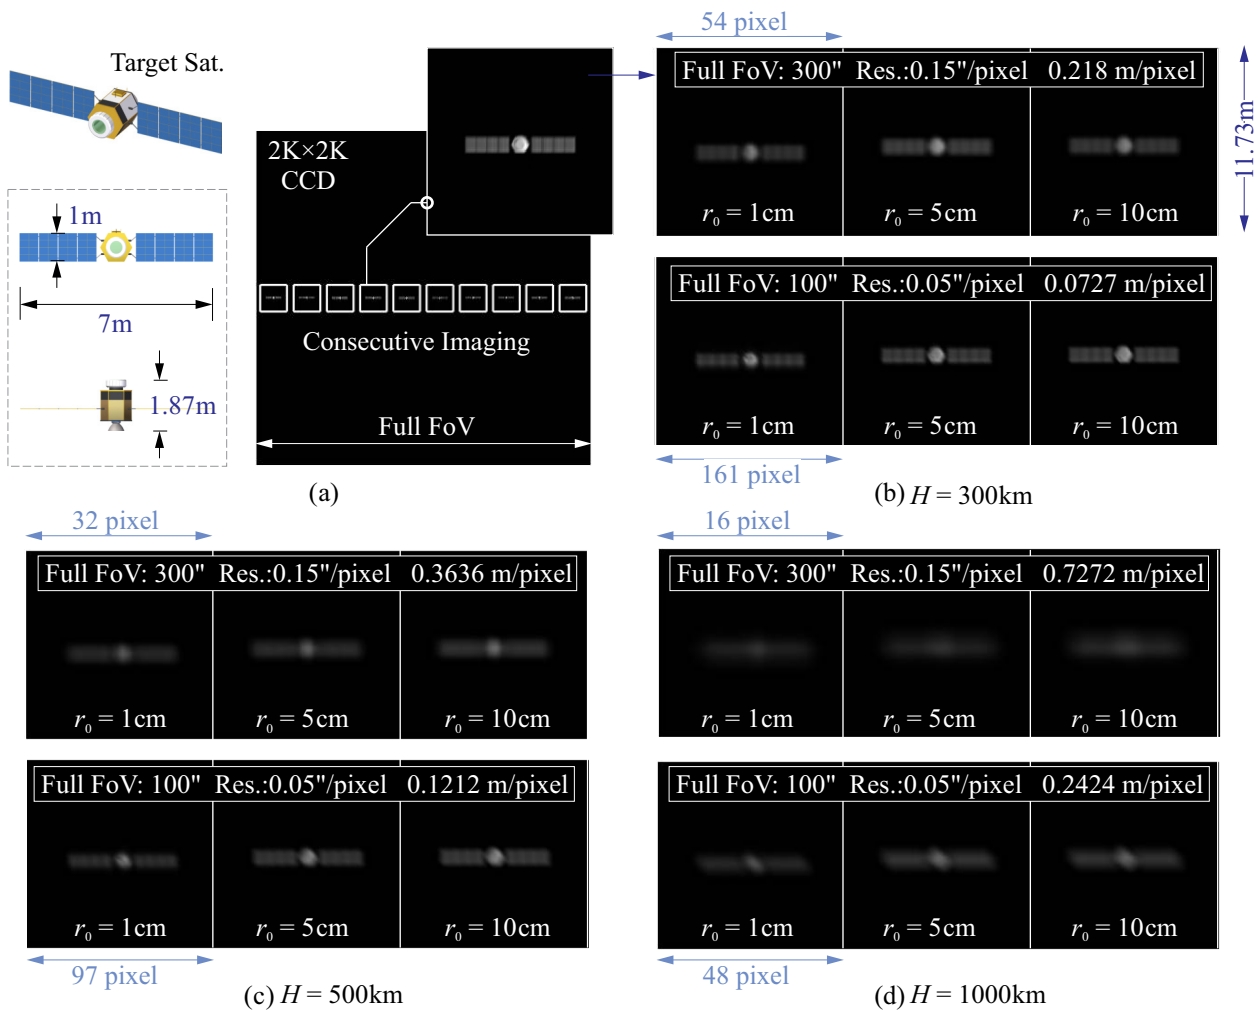 Target Sat.
1m
7m
1.87m
2K×2K
CCD
Consecutive Imaging
Full FoV
(a)
54 pixel
Full FoV: 300" Res.:0.15"/pixel 0.218 m/pixel
r₀ = 1cm r₀ = 5cm r₀ = 10cm
11.73m
Full FoV: 100" Res.:0.05"/pixel 0.0727 m/pixel
r₀ = 1cm r₀ = 5cm r₀ = 10cm
161 pixel
(b) H = 300km
32 pixel
Full FoV: 300" Res.:0.15"/pixel 0.3636 m/pixel
r₀ = 1cm r₀ = 5cm r₀ = 10cm
Full FoV: 100" Res.:0.05"/pixel 0.1212 m/pixel
r₀ = 1cm r₀ = 5cm r₀ = 10cm
97 pixel
(c) H = 500km
16 pixel
Full FoV: 300" Res.:0.15"/pixel 0.7272 m/pixel
r₀ = 1cm r₀ = 5cm r₀ = 10cm
Full FoV: 100" Res.:0.05"/pixel 0.2424 m/pixel
r₀ = 1cm r₀ = 5cm r₀ = 10cm
48 pixel
(d) H = 1000km